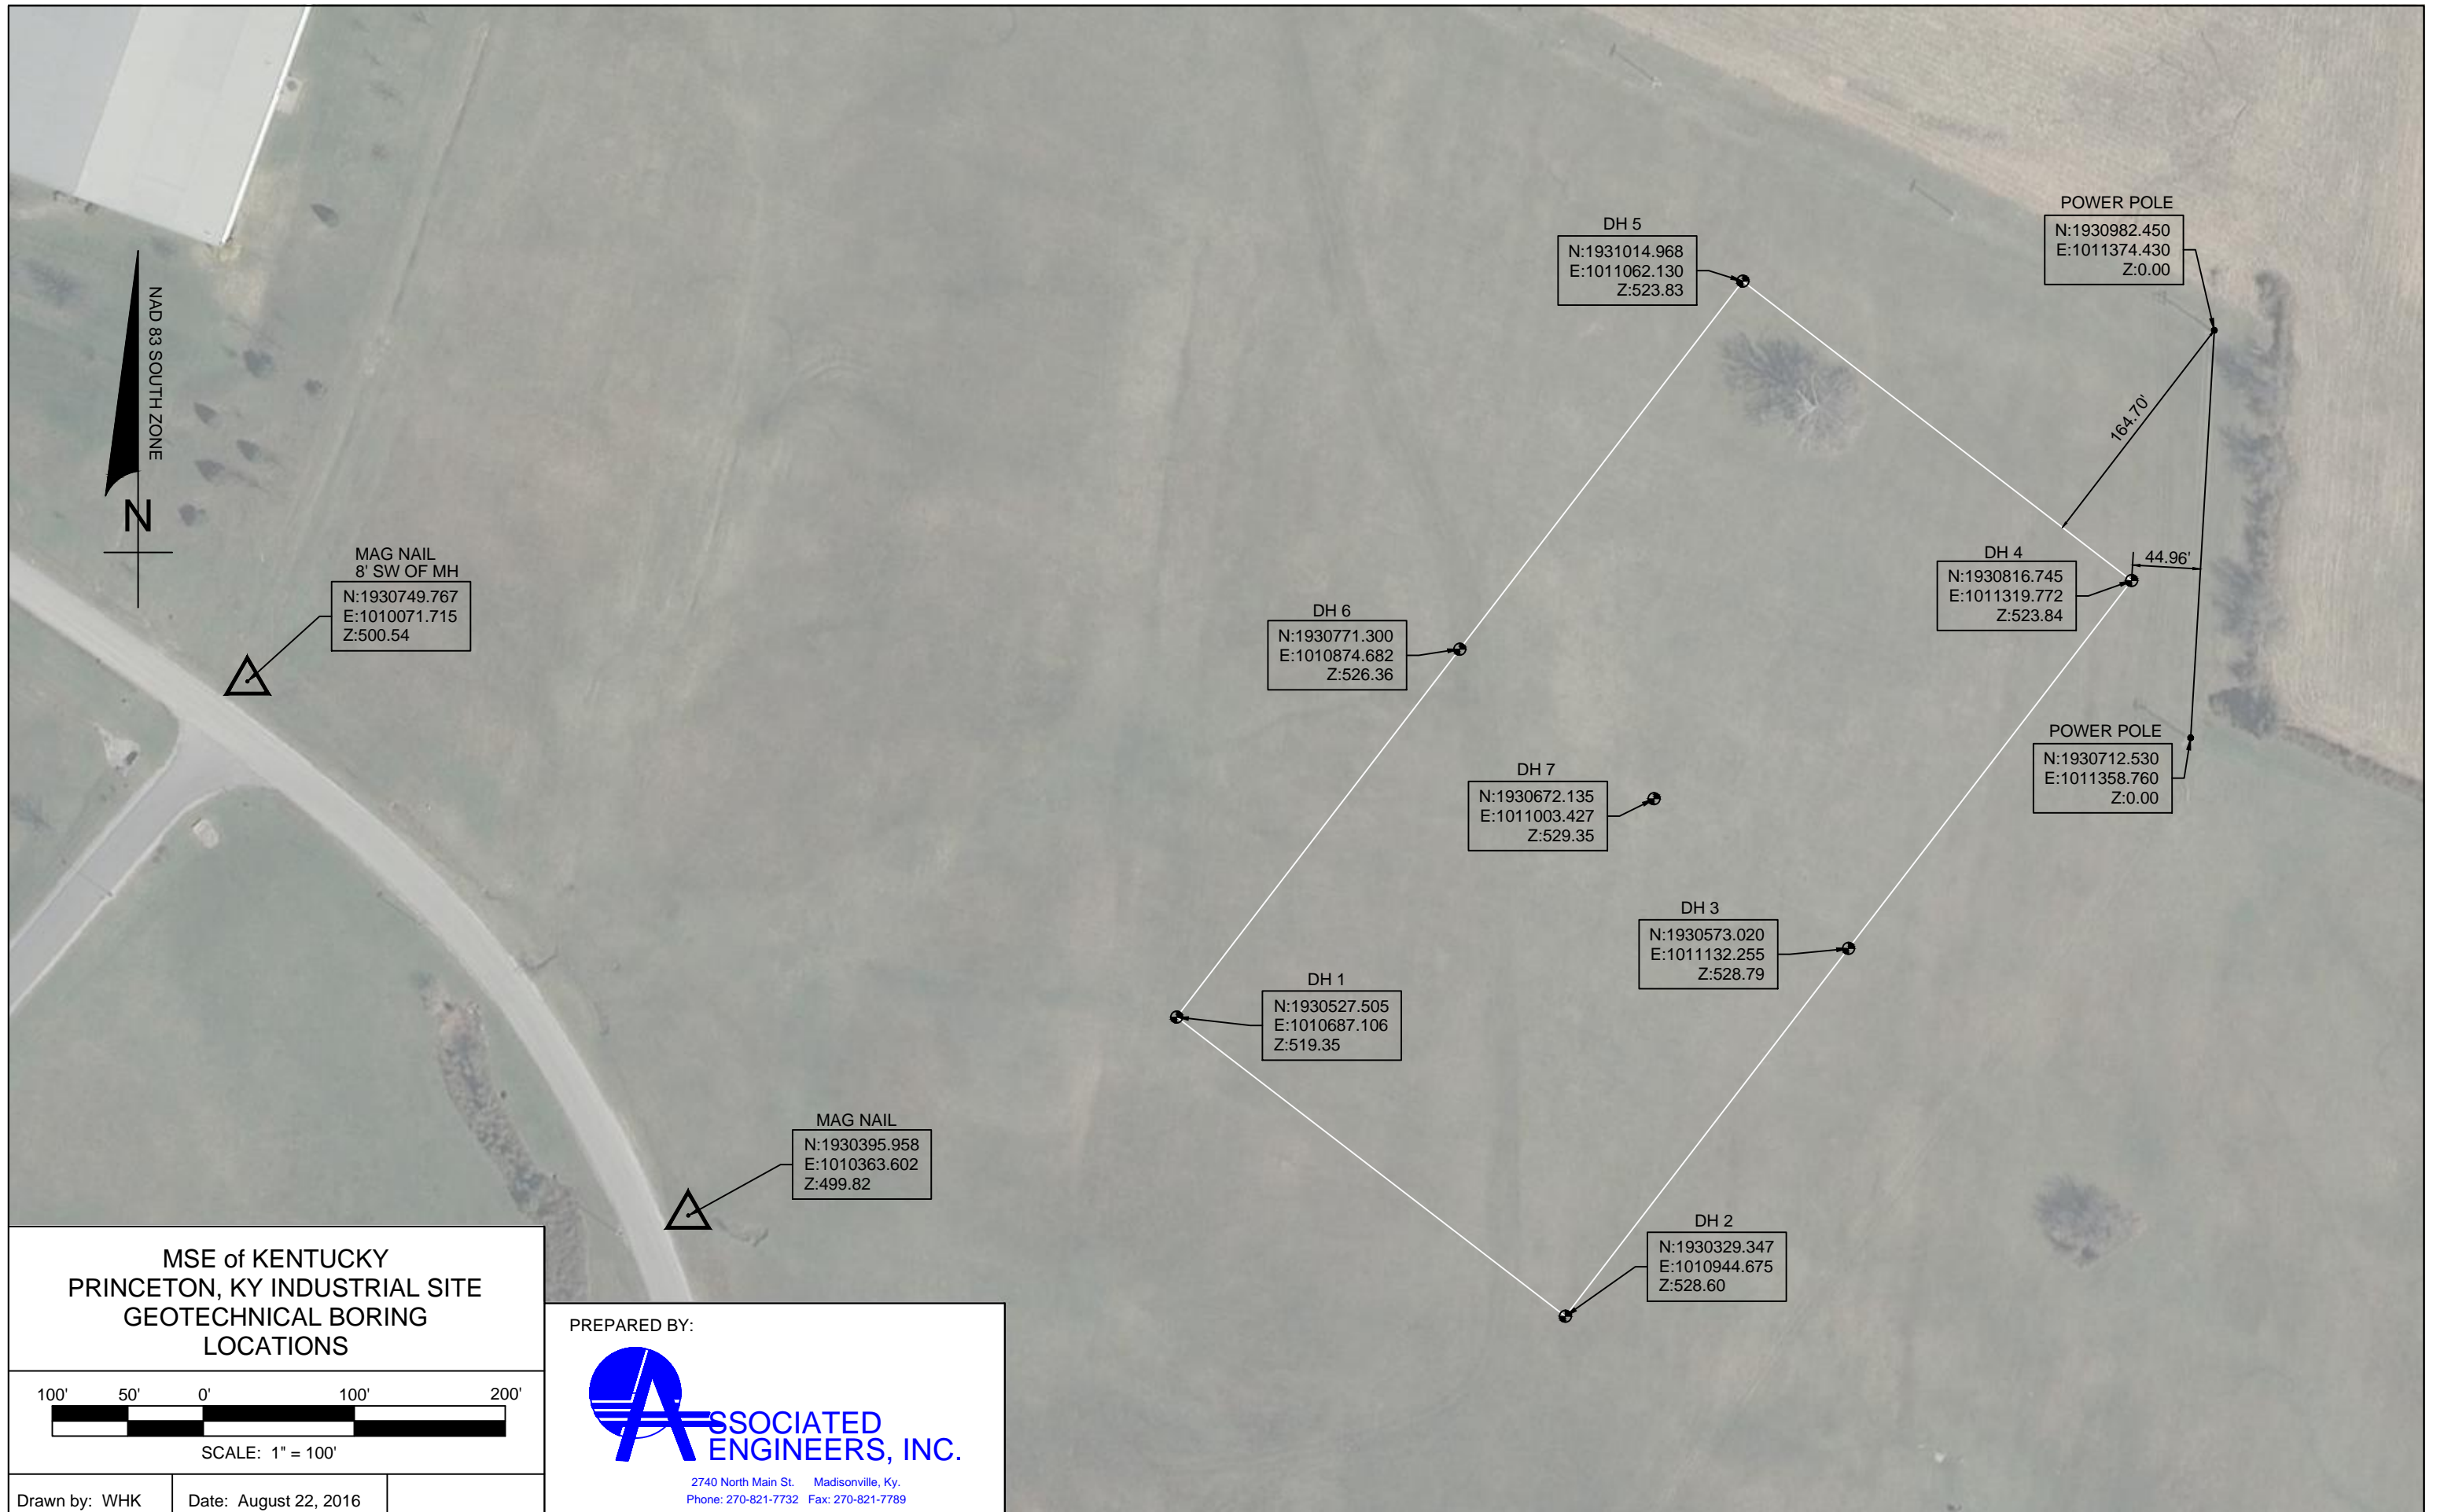 DH 5
N:1931014.968
E:1011062.130
Z:523.83
POWER POLE
N:1930982.450
E:1011374.430
Z:0.00
NAD 83 SOUTH ZONE
N
164.70'
MAG NAIL
8' SW OF MH
N:1930749.767
E:1010071.715
Z:500.54
DH 4
N:1930816.745
E:1011319.772
Z:523.84
44.96'
DH 6
N:1930771.300
E:1010874.682
Z:526.36
POWER POLE
N:1930712.530
E:1011358.760
Z:0.00
DH 7
N:1930672.135
E:1011003.427
Z:529.35
DH 3
N:1930573.020
E:1011132.255
Z:528.79
DH 1
N:1930527.505
E:1010687.106
Z:519.35
MAG NAIL
N:1930395.958
E:1010363.602
Z:499.82
DH 2
N:1930329.347
E:1010944.675
Z:528.60
MSE of KENTUCKY
PRINCETON, KY INDUSTRIAL SITE
GEOTECHNICAL BORING
LOCATIONS
100' 50' 0' 100' 200'
SCALE: 1" = 100'
Drawn by: WHK Date: August 22, 2016
PREPARED BY:
ASSOCIATED
ENGINEERS, INC.
2740 North Main St. Madisonville, Ky.
Phone: 270-821-7732 Fax: 270-821-7789